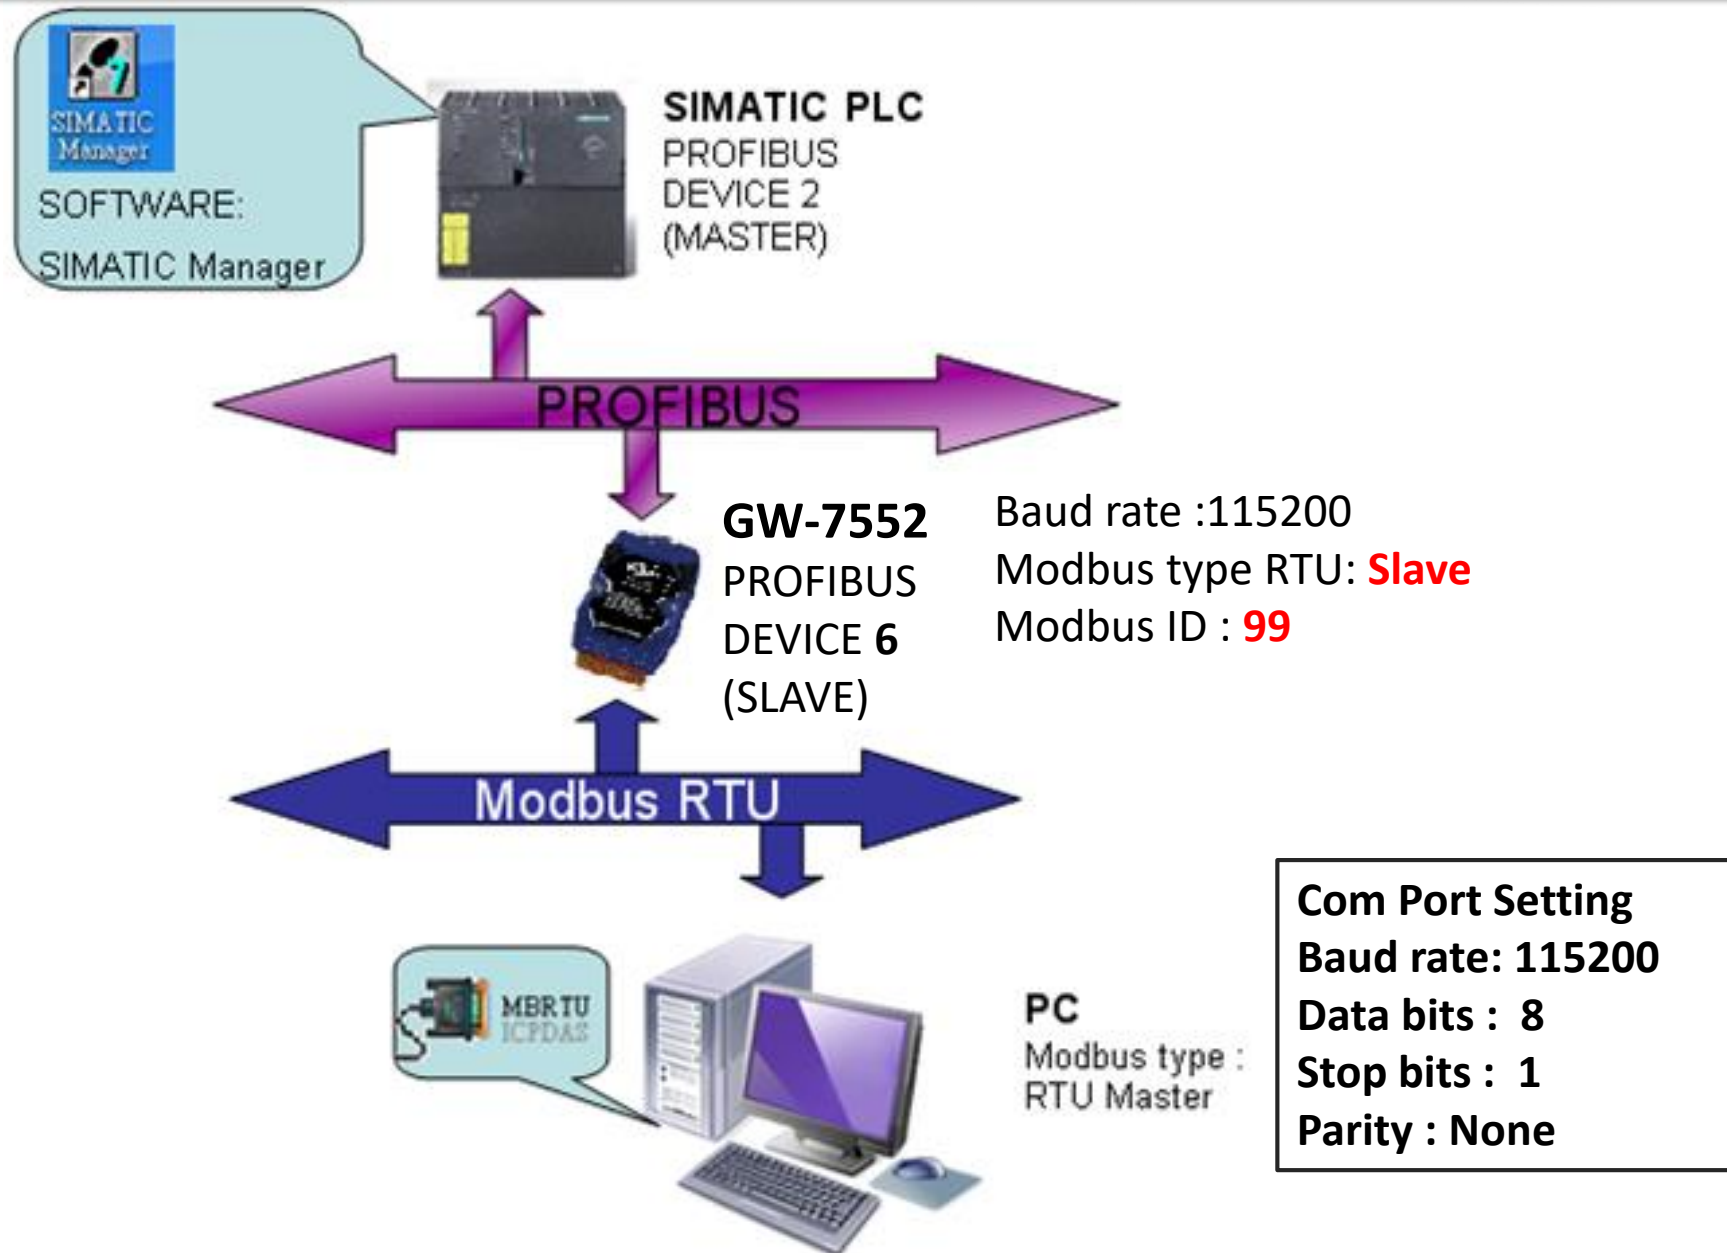 SIMATIC
Manager
SOFTWARE:
SIMATIC Manager
SIMATIC PLC
PROFIBUS
DEVICE 2
(MASTER)
PROFIBUS
GW-7552
PROFIBUS
DEVICE 6
(SLAVE)
Baud rate :115200
Modbus type RTU: Slave
Modbus ID : 99
Modbus RTU
MBRTU
ICPDAS
PC
Modbus type :
RTU Master
Com Port Setting
Baud rate: 115200
Data bits : 8
Stop bits : 1
Parity : None